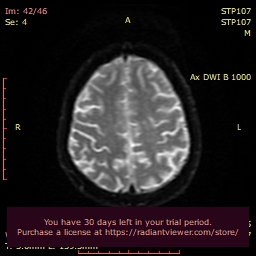 Im: 42/46
Se: 4
A
STP107
STP107
M
Ax DWI B 1000
R
L
You have 30 days left in your trial period.
Purchase a license at https://radiantviewer.com/store/